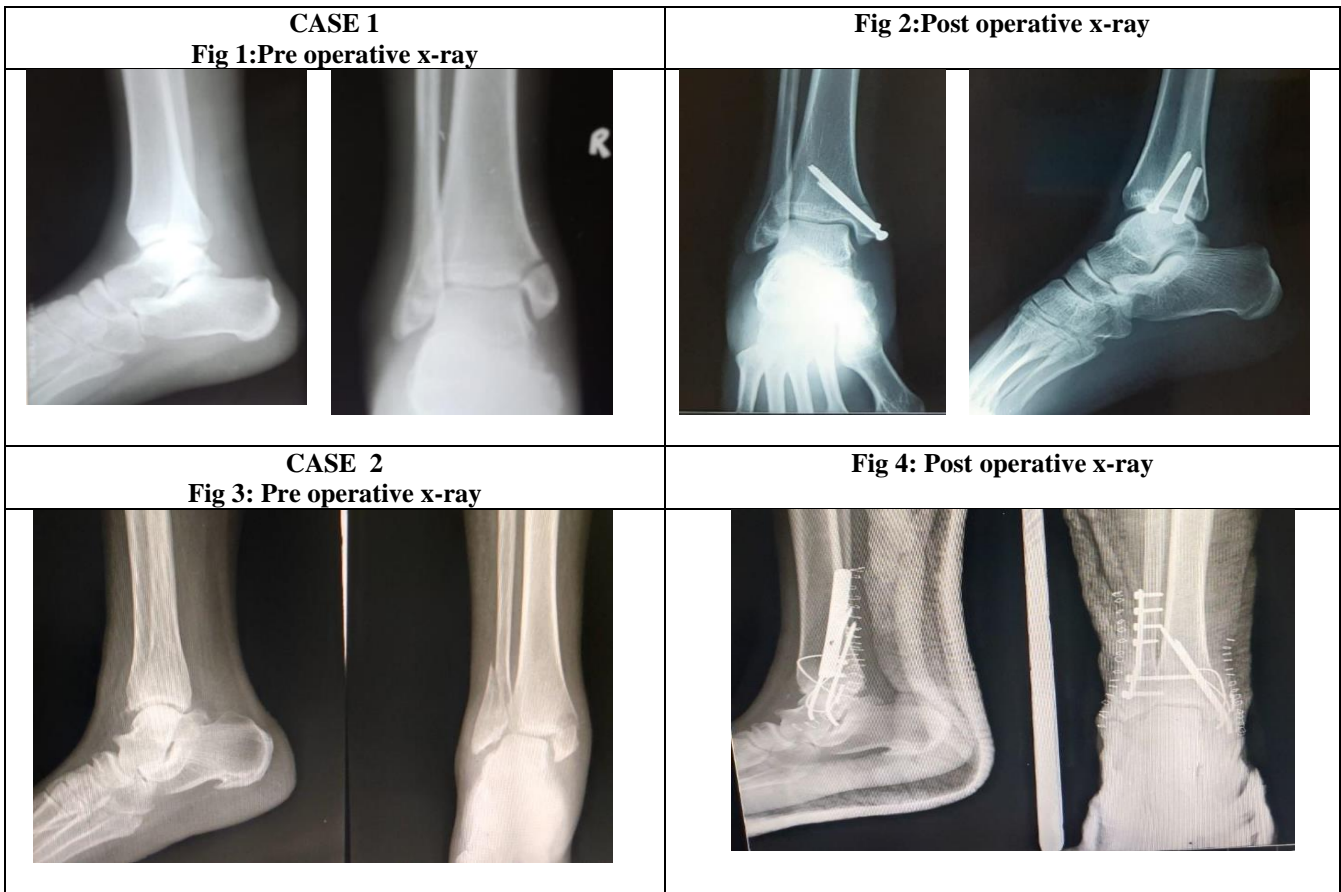 CASE 1
Fig 1:Pre operative x-ray
Fig 2:Post operative x-ray
R
CASE 2
Fig 3: Pre operative x-ray
Fig 4: Post operative x-ray